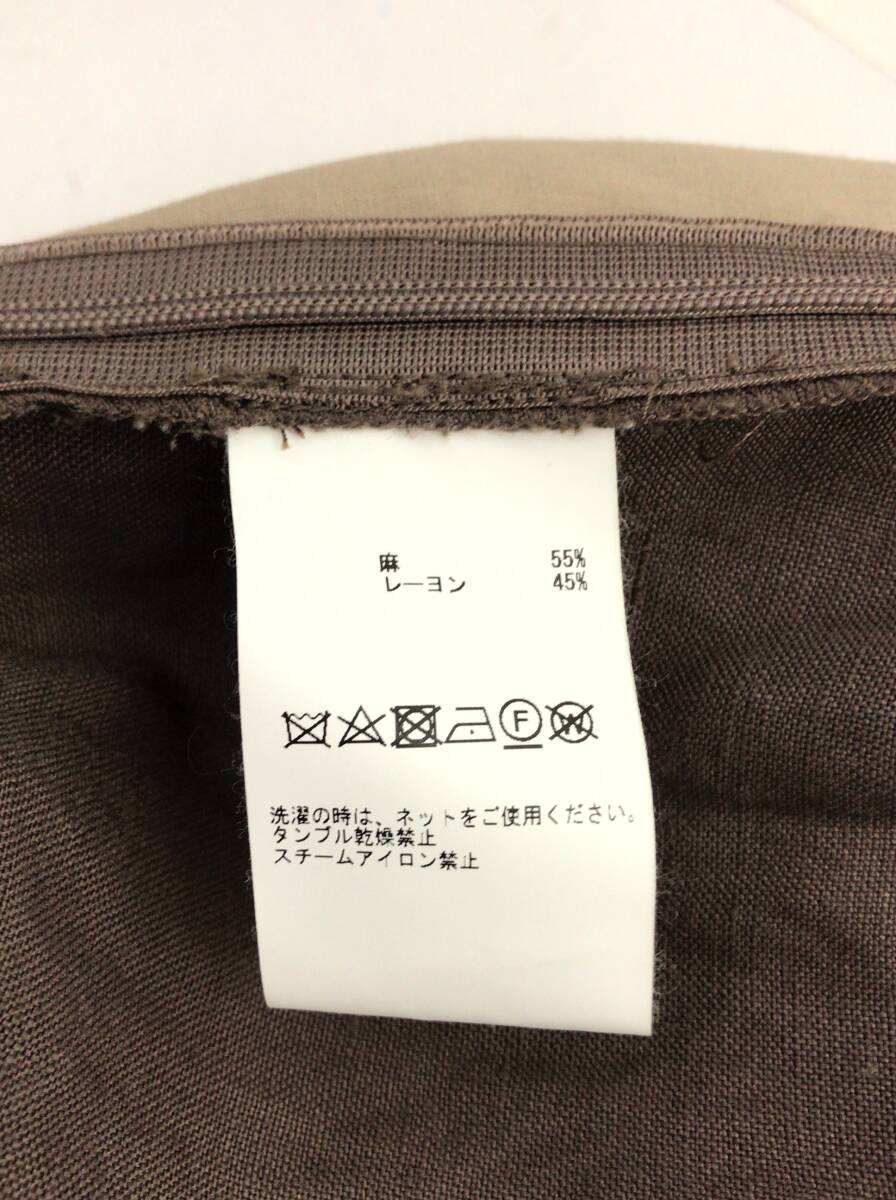 麻 55%
レーヨン 45%
F W
洗濯の時は、ネットをご使用ください。
タンブル乾燥禁止
スチームアイロン禁止